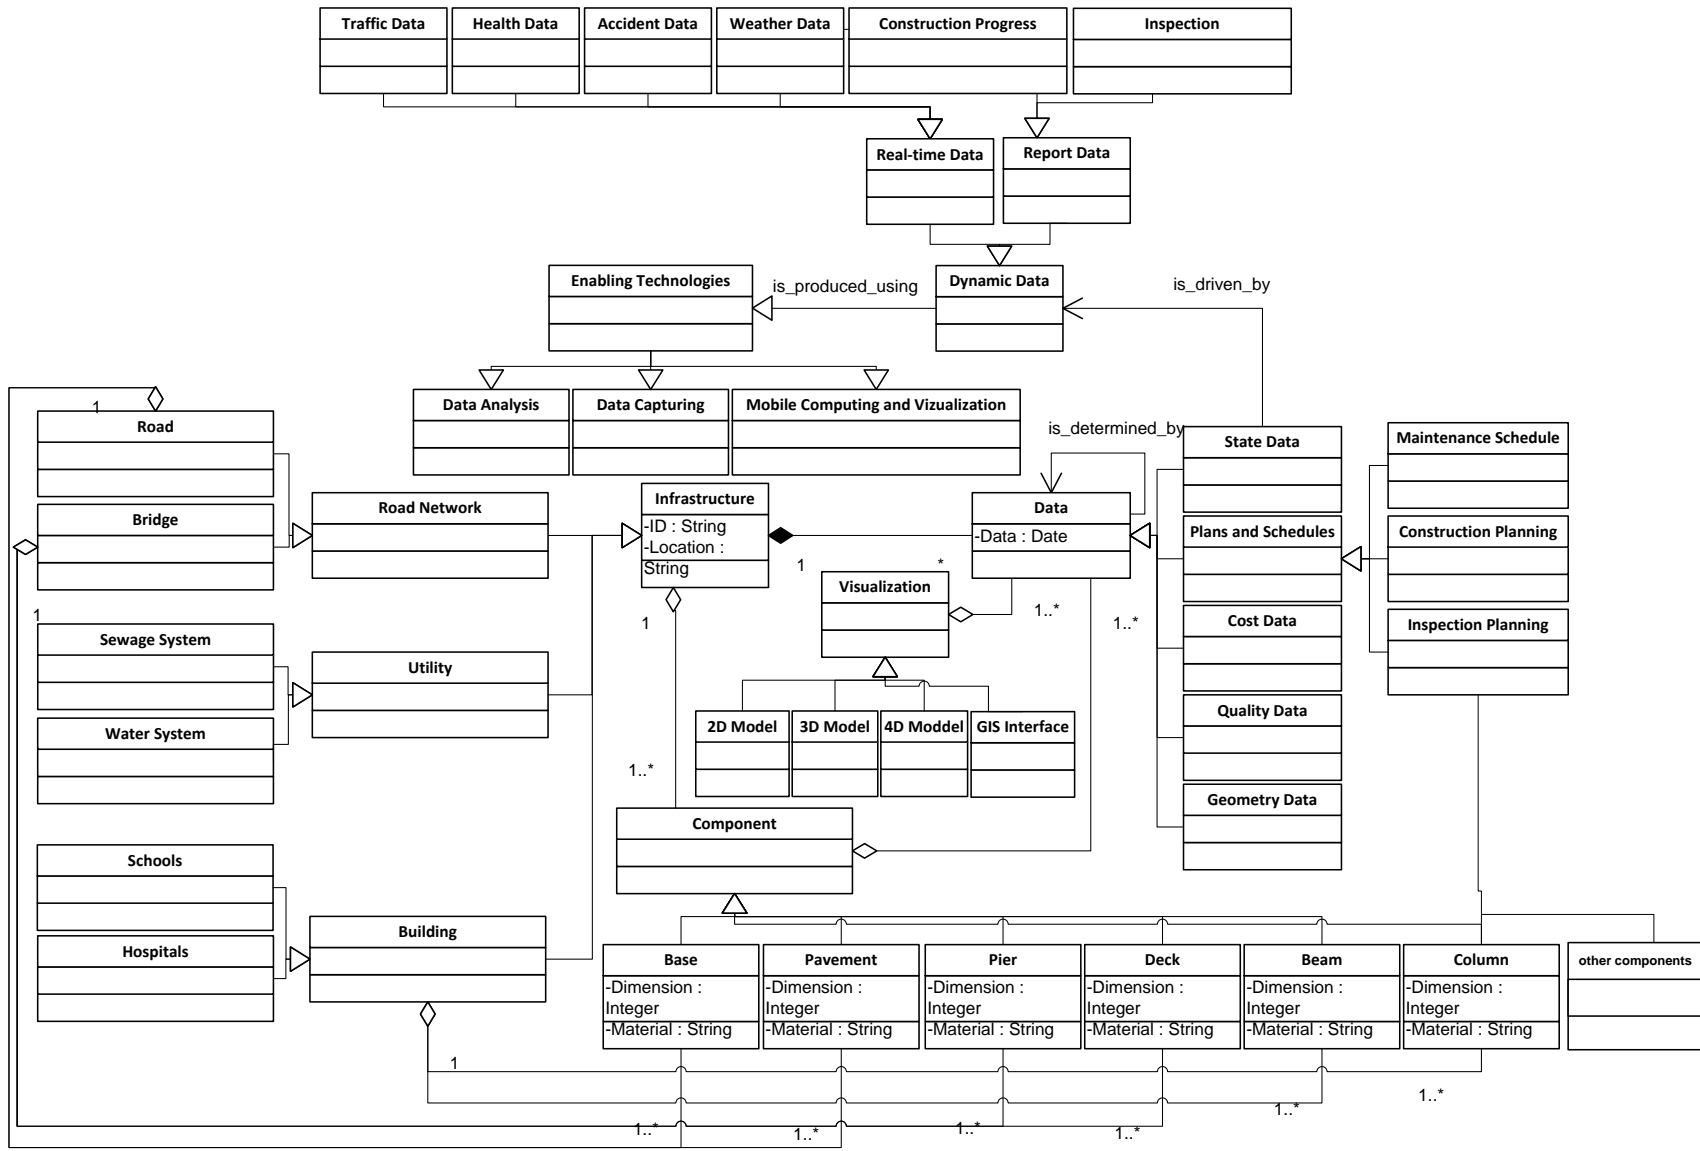 Traffic Data
Health Data
Accident Data
Weather Data
Construction Progress
Inspection
Real-time Data
Report Data
Enabling Technologies
is_produced_using
Dynamic Data
is_driven_by
Data Analysis
Data Capturing
Mobile Computing and Vizualization
1
Road
is_determined_by
State Data
Maintenance Schedule
Bridge
Road Network
Infrastructure
-ID : String
-Location :
String
Data
-Data : Date
Plans and Schedules
Construction Planning
1
*
Visualization
1..*
1..*
1
1
Cost Data
Inspection Planning
Sewage System
Utility
Water System
2D Model
3D Model
4D Moddel
GIS Interface
Quality Data
1..*
Geometry Data
Component
Schools
Building
Hospitals
Base
-Dimension :
Integer
-Material : String
Pavement
-Dimension :
Integer
-Material : String
Pier
-Dimension :
Integer
-Material : String
Deck
-Dimension :
Integer
-Material : String
Beam
-Dimension :
Integer
-Material : String
Column
-Dimension :
Integer
-Material : String
other components
1
1..*
1..*
1..*
1..*
1..*
1..*